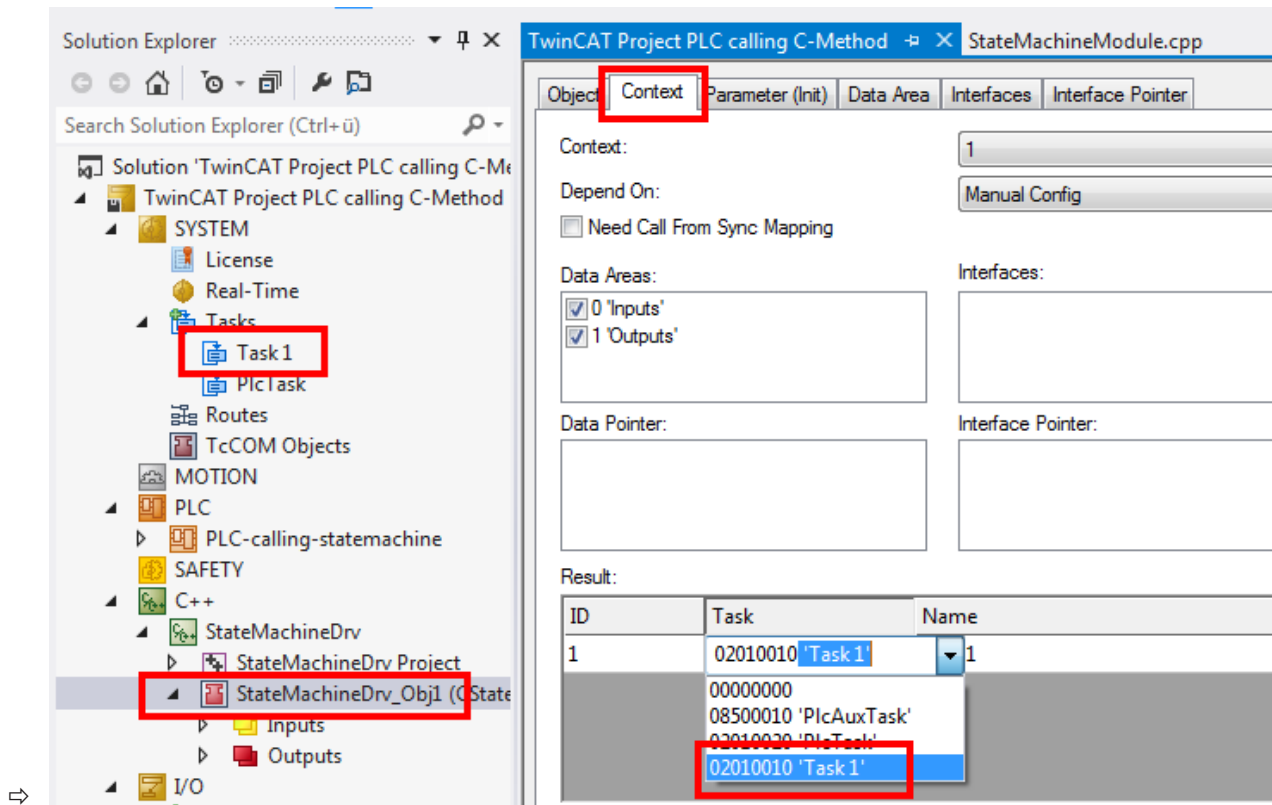 Solution Explorer
Search Solution Explorer (Ctrl+ü)
Solution 'TwinCAT Project PLC calling C-Me
TwinCAT Project PLC calling C-Method
SYSTEM
License
Real-Time
Tasks
Task 1
PlcTask
Routes
TcCOM Objects
MOTION
PLC
PLC-calling-statemachine
SAFETY
C++
StateMachineDrv
StateMachineDrv Project
StateMachineDrv_Obj1 (CState
Inputs
Outputs
I/O
TwinCAT Project PLC calling C-Method StateMachineModule.cpp
Object Context Parameter (Init) Data Area Interfaces Interface Pointer
Context: 1
Depend On: Manual Config
Need Call From Sync Mapping
Data Areas: Interfaces:
0 'Inputs'
1 'Outputs'
Data Pointer: Interface Pointer:
Result:
ID Task Name
1 02010010 'Task 1' 1
00000000
08500010 'PlcAuxTask'
02010020 'PlcTask'
02010010 'Task 1'